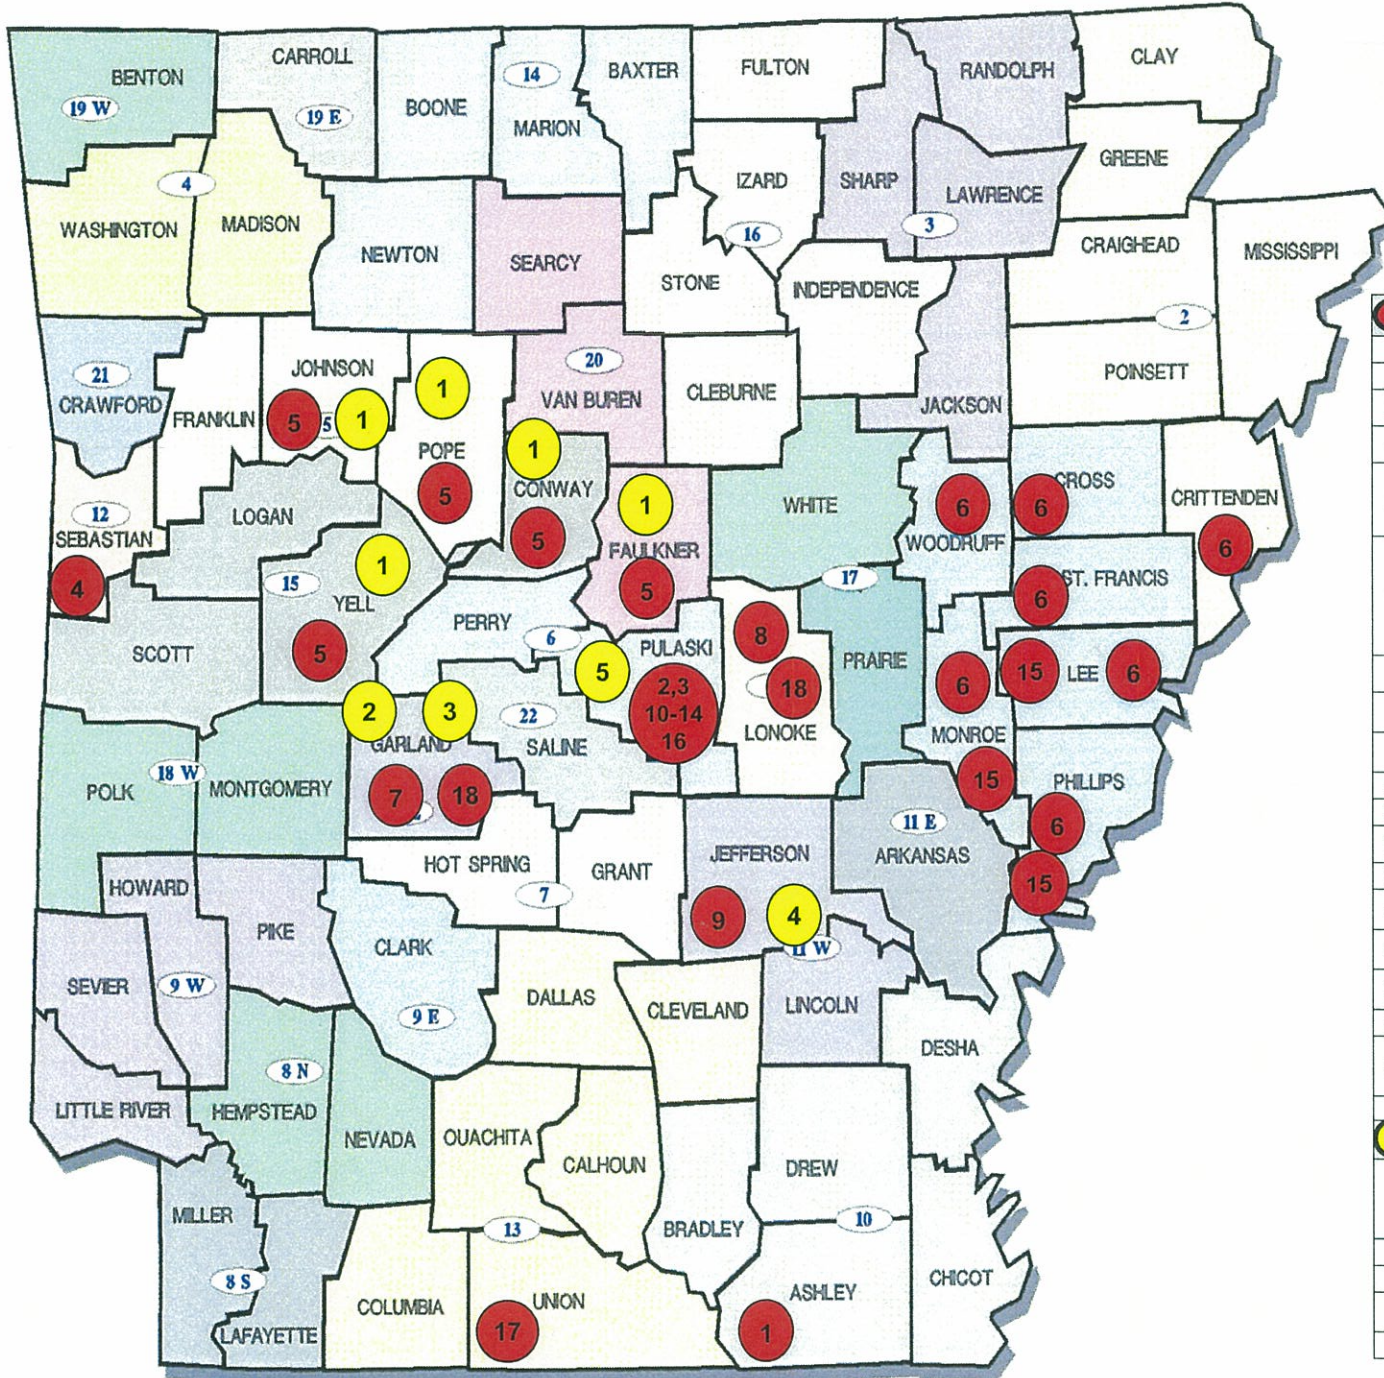 BENTON
19 W
CARROLL
19 E
BOONE
14
MARION
BAXTER
FULTON
RANDOLPH
CLAY
GREENE
4
WASHINGTON
MADISON
NEWTON
SEARCY
IZARD
16
SHARP
LAWRENCE
3
CRAIGHEAD
MISSISSIPPI
STONE
INDEPENDENCE
2
POINSETT
21
CRAWFORD
FRANKLIN
JOHNSON
5
5
1
1
POPE
5
20
VAN BUREN
CLEBURNE
JACKSON
1
CONWAY
5
1
FAULKNER
5
WHITE
6
WOODRUFF
6
CROSS
CRITTENDEN
6
12
SEBASTIAN
4
LOGAN
15
1
YELL
5
SCOTT
PERRY
6
5
PULASKI
2,3
10-14
16
8
18
LONOKE
17
PRAIRIE
6
ST. FRANCIS
15
LEE
6
6
MONROE
15
PHILLIPS
6
15
2
3
GARLAND
7
18
22
SALINE
POLK
18 W
MONTGOMERY
HOT SPRING
7
GRANT
JEFFERSON
9
4
11 W
11 E
ARKANSAS
HOWARD
PIKE
CLARK
9 E
SEVIER
9 W
DALLAS
CLEVELAND
LINCOLN
DESHA
8 N
HEMPSTEAD
LITTLE RIVER
NEVADA
OUACHITA
CALHOUN
DREW
MILLER
8 S
LAFAYETTE
COLUMBIA
13
UNION
17
BRADLEY
10
ASHLEY
1
CHICOT